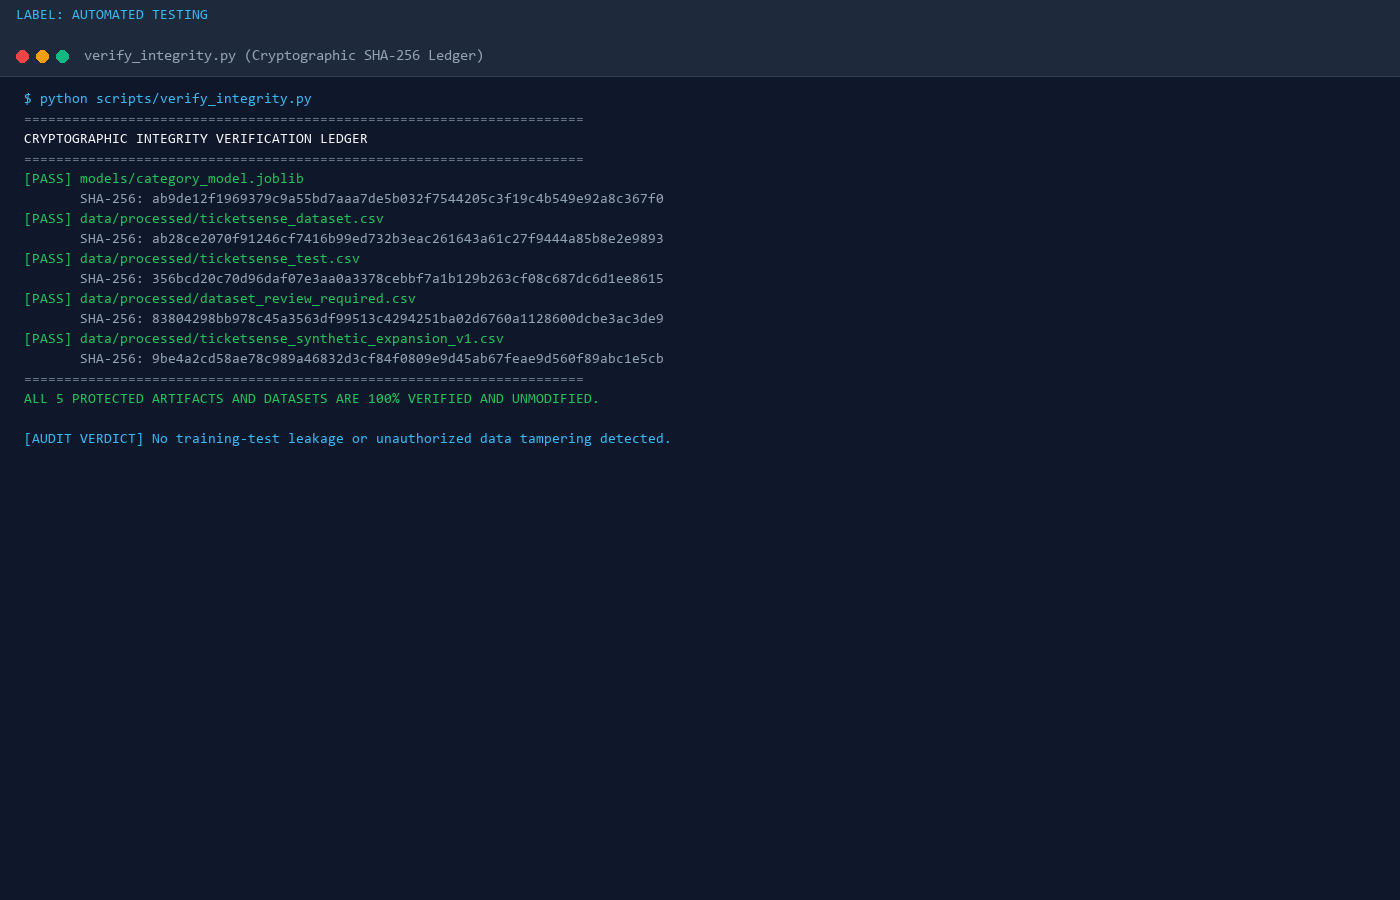 LABEL: AUTOMATED TESTING
verify_integrity.py (Cryptographic SHA-256 Ledger)
$ python scripts/verify_integrity.py
======================================================================
CRYPTOGRAPHIC INTEGRITY VERIFICATION LEDGER
======================================================================
[PASS] models/category_model.joblib
SHA-256: ab9de12f1969379c9a55bd7aaa7de5b032f7544205c3f19c4b549e92a8c367f0
[PASS] data/processed/ticketsense_dataset.csv
SHA-256: ab28ce2070f91246cf7416b99ed732b3eac261643a61c27f9444a85b8e2e9893
[PASS] data/processed/ticketsense_test.csv
SHA-256: 356bcd20c70d96daf07e3aa0a3378cebbf7a1b129b263cf08c687dc6d1ee8615
[PASS] data/processed/dataset_review_required.csv
SHA-256: 83804298bb978c45a3563df99513c4294251ba02d6760a1128600dcbe3ac3de9
[PASS] data/processed/ticketsense_synthetic_expansion_v1.csv
SHA-256: 9be4a2cd58ae78c989a46832d3cf84f0809e9d45ab67feae9d560f89abc1e5cb
======================================================================
ALL 5 PROTECTED ARTIFACTS AND DATASETS ARE 100% VERIFIED AND UNMODIFIED.
[AUDIT VERDICT] No training-test leakage or unauthorized data tampering detected.